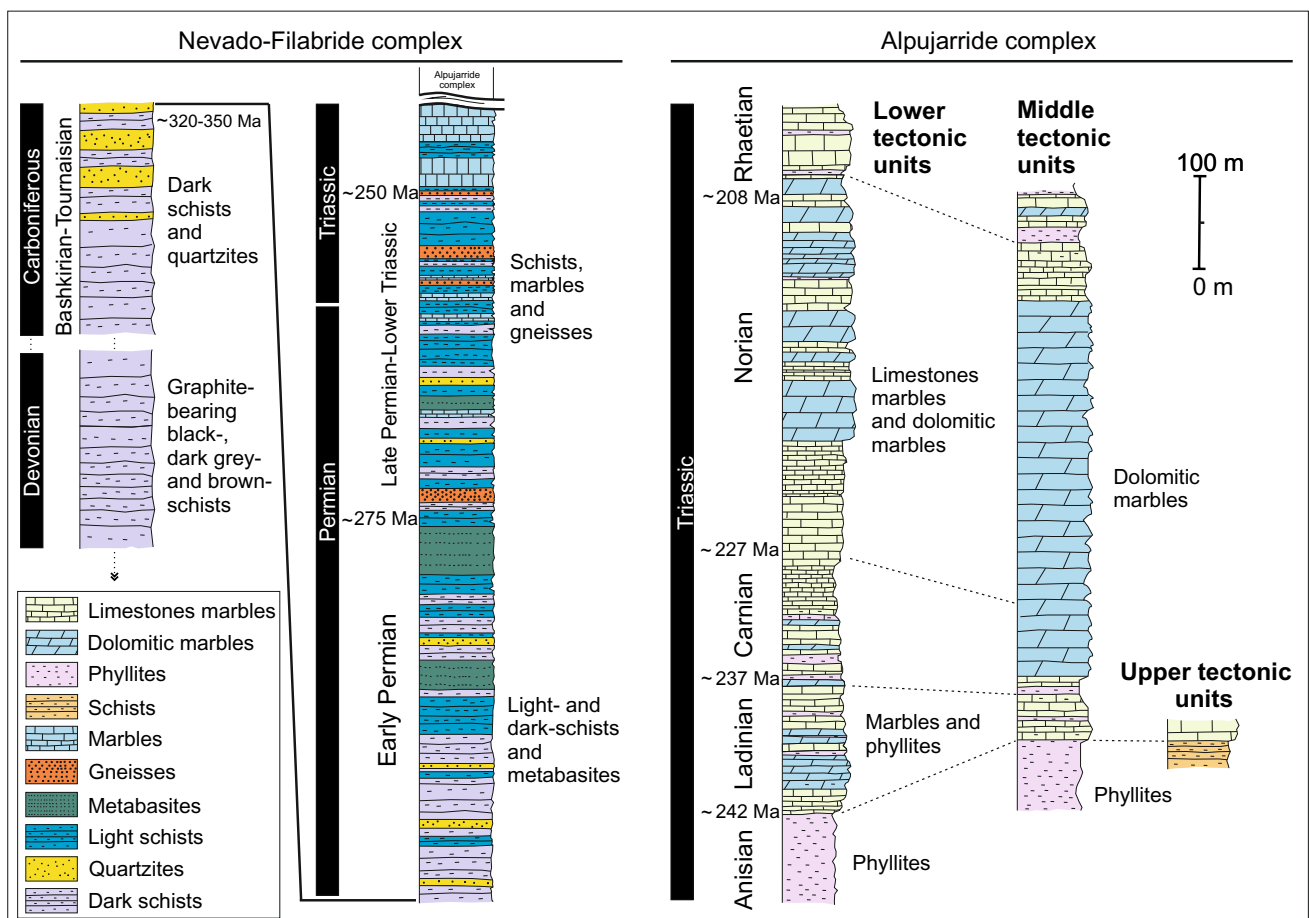 Nevado-Filabride complex
Alpujarride complex
Carboniferous
Bashkirian-Tournaisian
~320-350 Ma
Dark
schists
and
quartzites
Devonian
Graphite-
bearing
black-,
dark grey-
and brown-
schists
Limestones marbles
Dolomitic marbles
Phyllites
Schists
Marbles
Gneisses
Metabasites
Light schists
Quartzites
Dark schists
Alpujarride
complex
Triassic
Permian
~250 Ma
~275 Ma
Late Permian-Lower Triassic
Early Permian
Schists,
marbles
and
gneisses
Light- and
dark-schists
and
metabasites
Triassic
Rhaetian
~208 Ma
Norian
~227 Ma
Carnian
~237 Ma
Ladinian
~242 Ma
Anisian
Lower
tectonic
units
Limestones
marbles
and dolomitic
marbles
Marbles and
phyllites
Phyllites
Middle
tectonic
units
100 m
0 m
Dolomitic
marbles
Phyllites
Upper tectonic
units